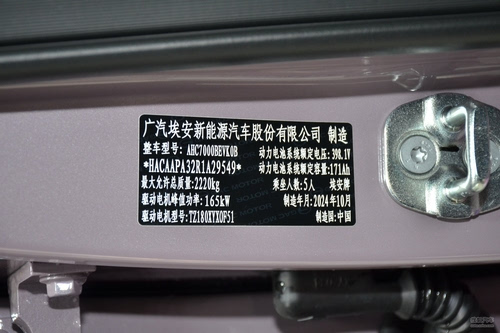 广汽埃安新能源汽车股份有限公司 制造
整车型号: AHC7000BEVK0B 动力电池系统额定电压: 398.1V
*HACAAPA32R1A29549* 动力电池系统额定容量: 171Ah
最大允许总质量: 2220kg 乘坐人数: 5人 埃安牌
驱动电机峰值功率: 165kW 制造年月: 2024年10月
驱动电机型号: TZ180XYX0F51 制造国: 中国